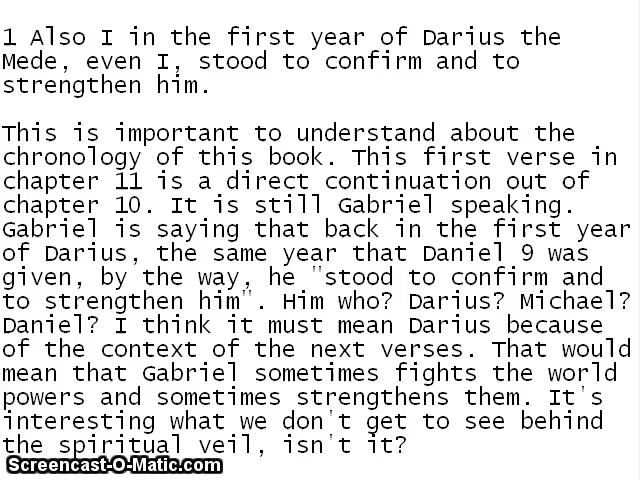 1 Also I in the first year of Darius the
Mede, even I, stood to confirm and to
strengthen him.
This is important to understand about the
chronology of this book. This first verse in
chapter 11 is a direct continuation out of
chapter 10. It is still Gabriel speaking.
Gabriel is saying that back in the first year
of Darius, the same year that Daniel 9 was
given, by the way, he "stood to confirm and
to strengthen him". Him who? Darius? Michael?
Daniel? I think it must mean Darius because
of the context of the next verses. That would
mean that Gabriel sometimes fights the world
powers and sometimes strengthens them. It's
interesting what we don't get to see behind
the spiritual veil, isn't it?
Screencast-O-Matic.com